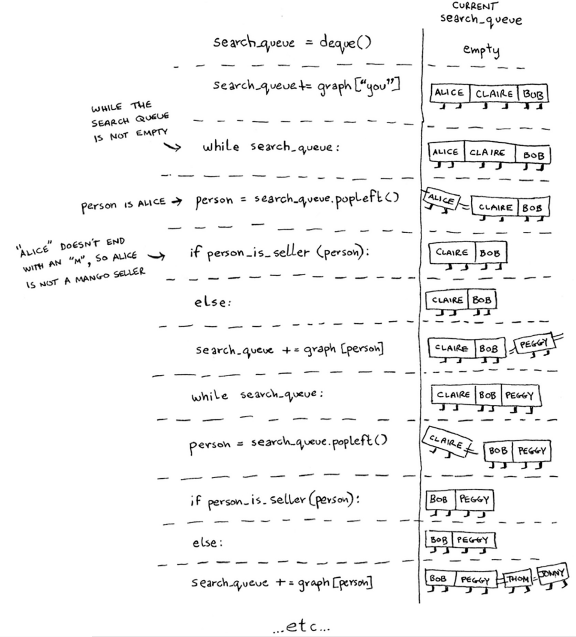 CURRENT
search_queue
search_queue = deque()
empty
search_queue += graph["you"]
ALICE CLAIRE BOB
WHILE THE
SEARCH QUEUE
IS NOT EMPTY
while search_queue:
ALICE CLAIRE BOB
PERSON IS ALICE
person = search_queue.popleft()
ALICE CLAIRE BOB
"ALICE" DOESN'T END
WITH AN "M", SO ALICE
IS NOT A MANGO SELLER
if person_is_seller (person):
CLAIRE BOB
else:
CLAIRE BOB
search_queue += graph[person]
CLAIRE BOB PEGGY
while search_queue:
CLAIRE BOB PEGGY
person = search_queue.popleft()
CLAIRE BOB PEGGY
if person_is_seller(person):
BOB PEGGY
else:
BOB PEGGY
search_queue += graph[person]
BOB PEGGY THOM JONNY
...etc...